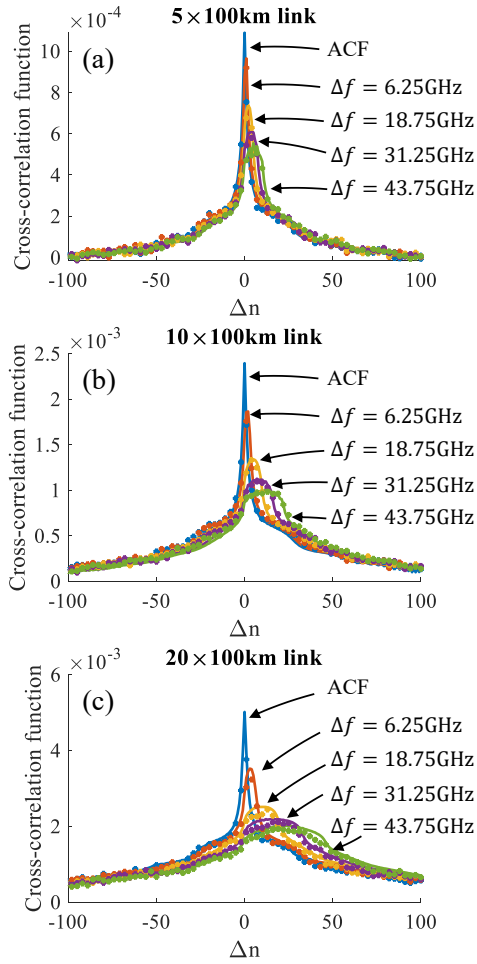 5×100km link
×10⁻⁴
(a)
ACF
Δf = 6.25GHz
Δf = 18.75GHz
Δf = 31.25GHz
Δf = 43.75GHz
Cross-correlation function
10
8
6
4
2
0
-100 -50 0 50 100
Δn
10×100km link
×10⁻³
(b)
ACF
Δf = 6.25GHz
Δf = 18.75GHz
Δf = 31.25GHz
Δf = 43.75GHz
Cross-correlation function
2.5
2
1.5
1
0.5
0
-100 -50 0 50 100
Δn
20×100km link
×10⁻³
(c)
ACF
Δf = 6.25GHz
Δf = 18.75GHz
Δf = 31.25GHz
Δf = 43.75GHz
Cross-correlation function
6
4
2
0
-100 -50 0 50 100
Δn